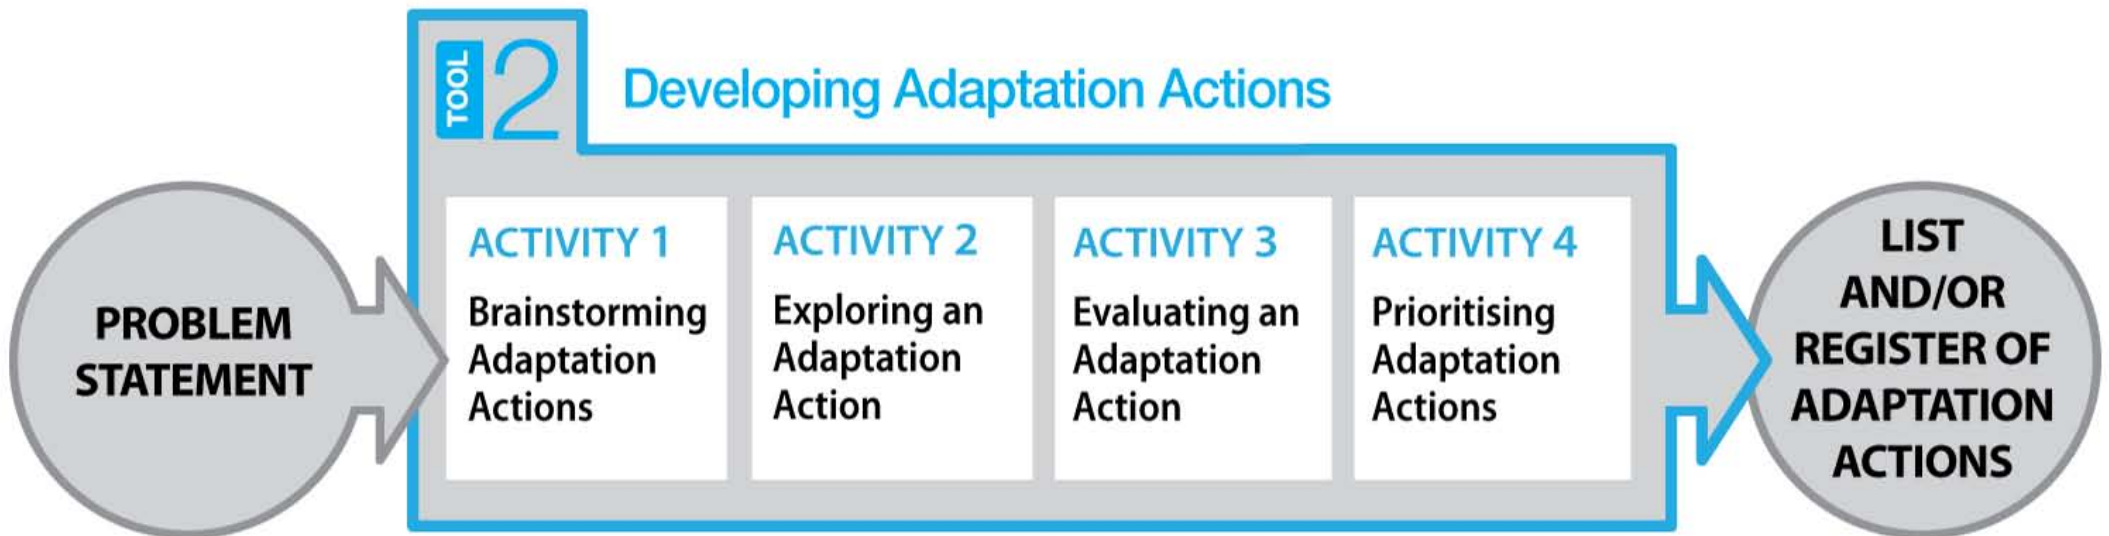 TOOL 2
Developing Adaptation Actions
PROBLEM
STATEMENT
ACTIVITY 1
Brainstorming
Adaptation
Actions
ACTIVITY 2
Exploring an
Adaptation
Action
ACTIVITY 3
Evaluating an
Adaptation
Action
ACTIVITY 4
Prioritising
Adaptation
Actions
LIST
AND/OR
REGISTER OF
ADAPTATION
ACTIONS